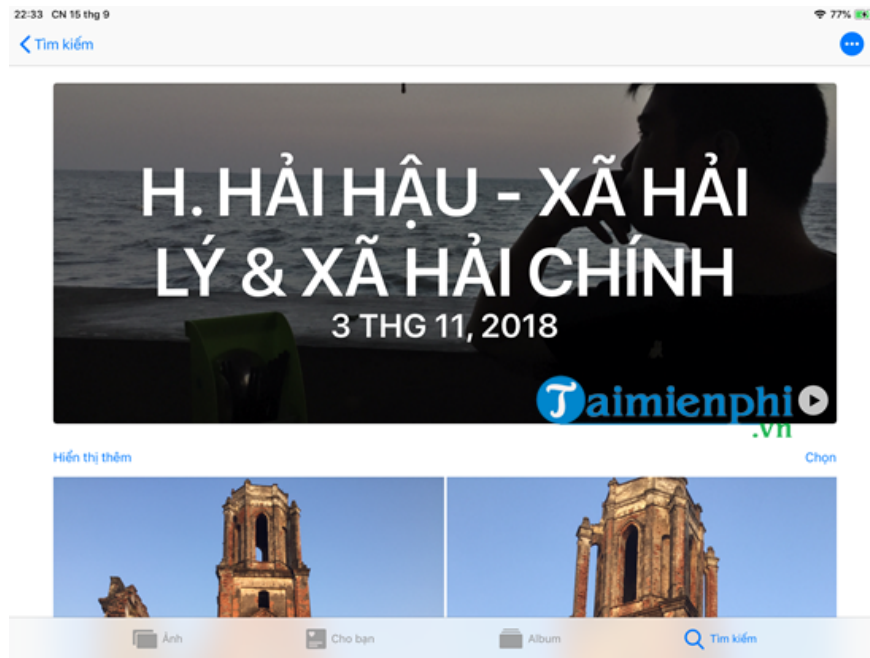 22:33 CN 15 thg 9
77%
Tìm kiếm
H. HẢI HẬU - XÃ HẢI
LÝ & XÃ HẢI CHÍNH
3 THG 11, 2018
Taimienphi
.vn
Hiển thị thêm
Chọn
Ảnh
Cho bạn
Album
Tìm kiếm